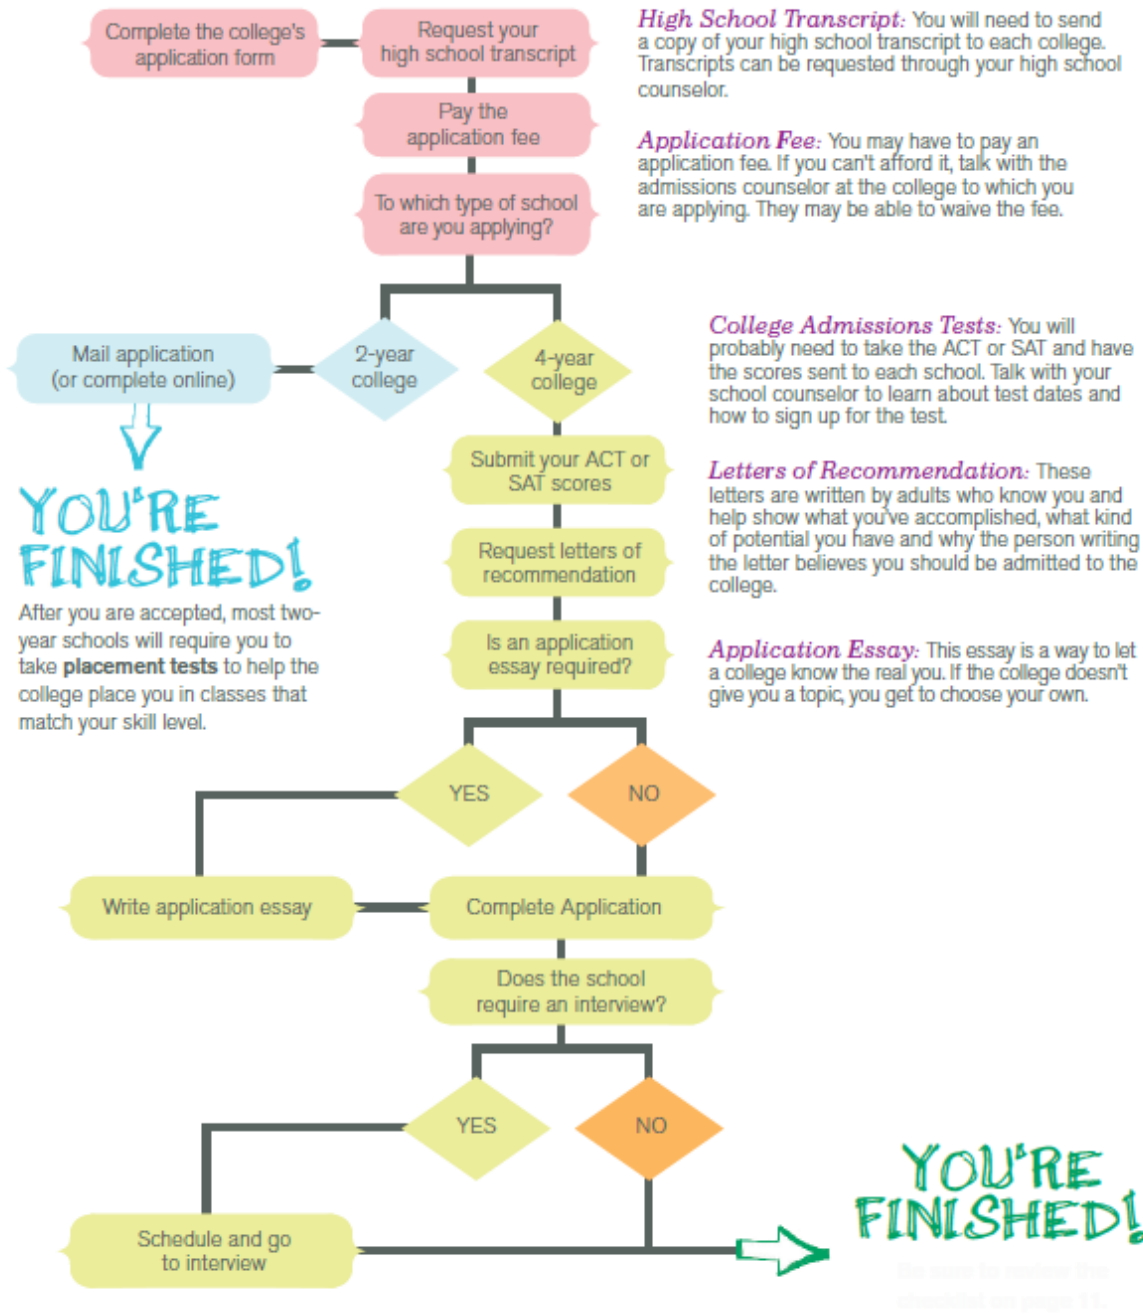 Complete the college's
application form
Request your
high school transcript
High School Transcript: You will need to send
a copy of your high school transcript to each college.
Transcripts can be requested through your high school
counselor.
Pay the
application fee
Application Fee: You may have to pay an
application fee. If you can't afford it, talk with the
admissions counselor at the college to which you
are applying. They may be able to waive the fee.
To which type of school
are you applying?
Mail application
(or complete online)
2-year
college
4-year
college
College Admissions Tests: You will
probably need to take the ACT or SAT and have
the scores sent to each school. Talk with your
school counselor to learn about test dates and
how to sign up for the test.
YOU'RE
FINISHED!
After you are accepted, most two-
year schools will require you to
take placement tests to help the
college place you in classes that
match your skill level.
Submit your ACT or
SAT scores
Letters of Recommendation: These
letters are written by adults who know you and
help show what you've accomplished, what kind
of potential you have and why the person writing
the letter believes you should be admitted to the
college.
Request letters of
recommendation
Is an application
essay required?
Application Essay: This essay is a way to let
a college know the real you. If the college doesn't
give you a topic, you get to choose your own.
YES
NO
Write application essay
Complete Application
Does the school
require an interview?
YES
NO
Schedule and go
to interview
YOU'RE
FINISHED!